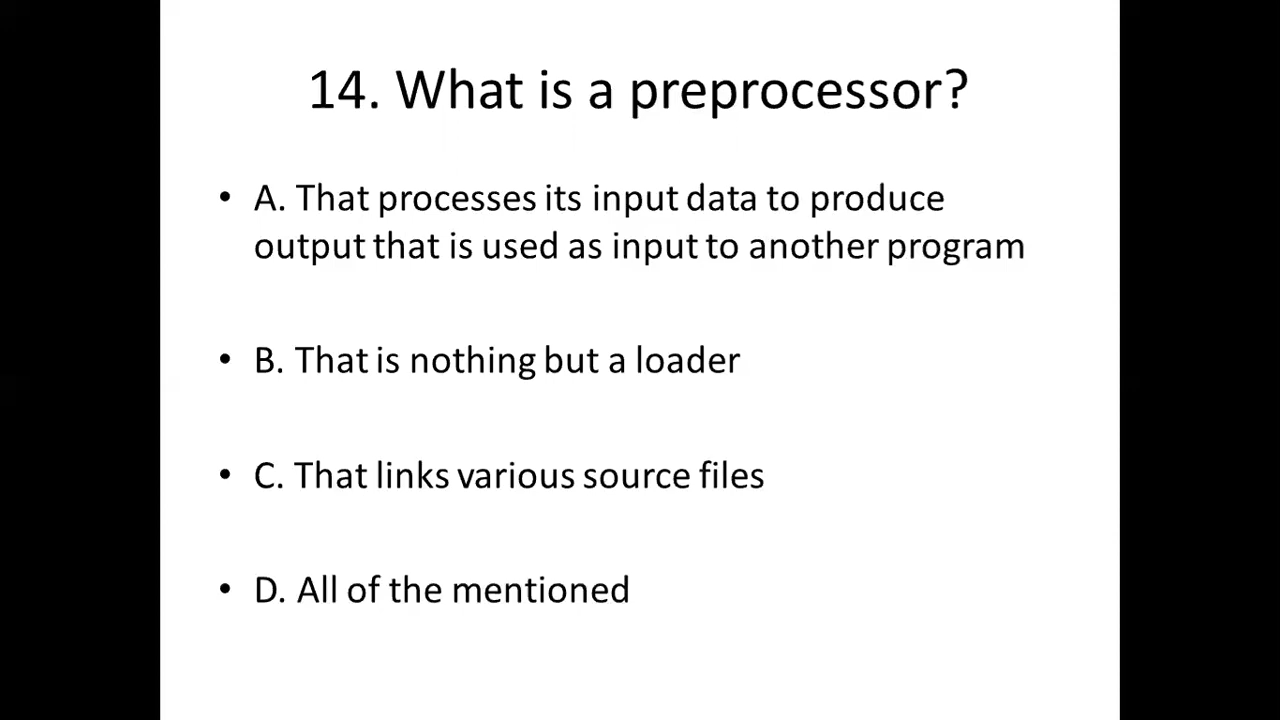 14. What is a preprocessor?
• A. That processes its input data to produce
output that is used as input to another program
• B. That is nothing but a loader
• C. That links various source files
• D. All of the mentioned